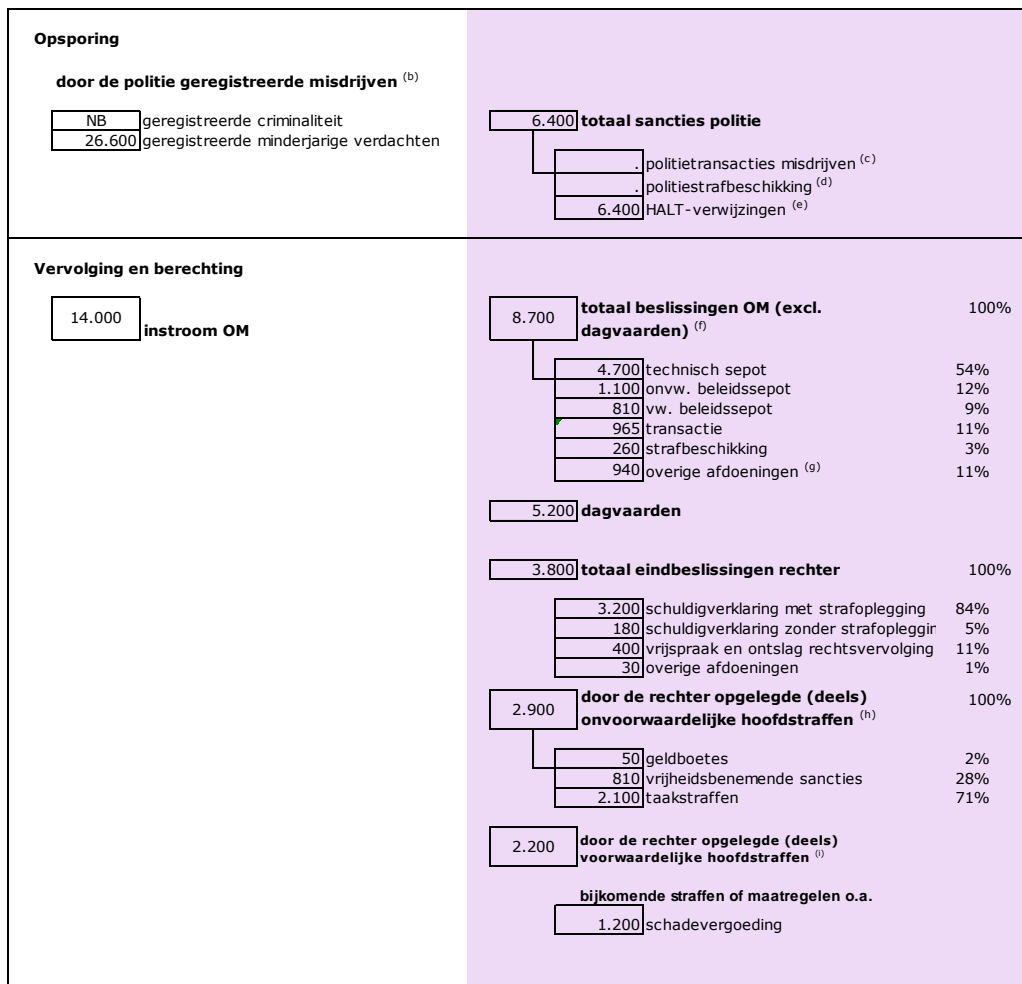 Opsporing
door de politie geregistreerde misdrijven (b)
NB geregistreerde criminaliteit
26.600 geregistreerde minderjarige verdachten
6.400 totaal sancties politie
. politietransacties misdrijven (c)
. politiestrafbeschikking (d)
6.400 HALT-verwijzingen (e)
Vervolging en berechting
14.000 instroom OM
8.700 totaal beslissingen OM (excl. 100%
dagvaarden) (f)
4.700 technisch sepot 54%
1.100 onvw. beleidssepot 12%
810 vw. beleidssepot 9%
965 transactie 11%
260 strafbeschikking 3%
940 overige afdoeningen (g) 11%
5.200 dagvaarden
3.800 totaal eindbeslissingen rechter 100%
3.200 schuldigverklaring met strafoplegging 84%
180 schuldigverklaring zonder strafopleggin 5%
400 vrijspraak en ontslag rechtsvervolging 11%
30 overige afdoeningen 1%
2.900 door de rechter opgelegde (deels) 100%
onvoorwaardelijke hoofdstraffen (h)
50 geldboetes 2%
810 vrijheidsbenemende sancties 28%
2.100 taakstraffen 71%
2.200 door de rechter opgelegde (deels)
voorwaardelijke hoofdstraffen (i)
bijkomende straffen of maatregelen o.a.
1.200 schadevergoeding